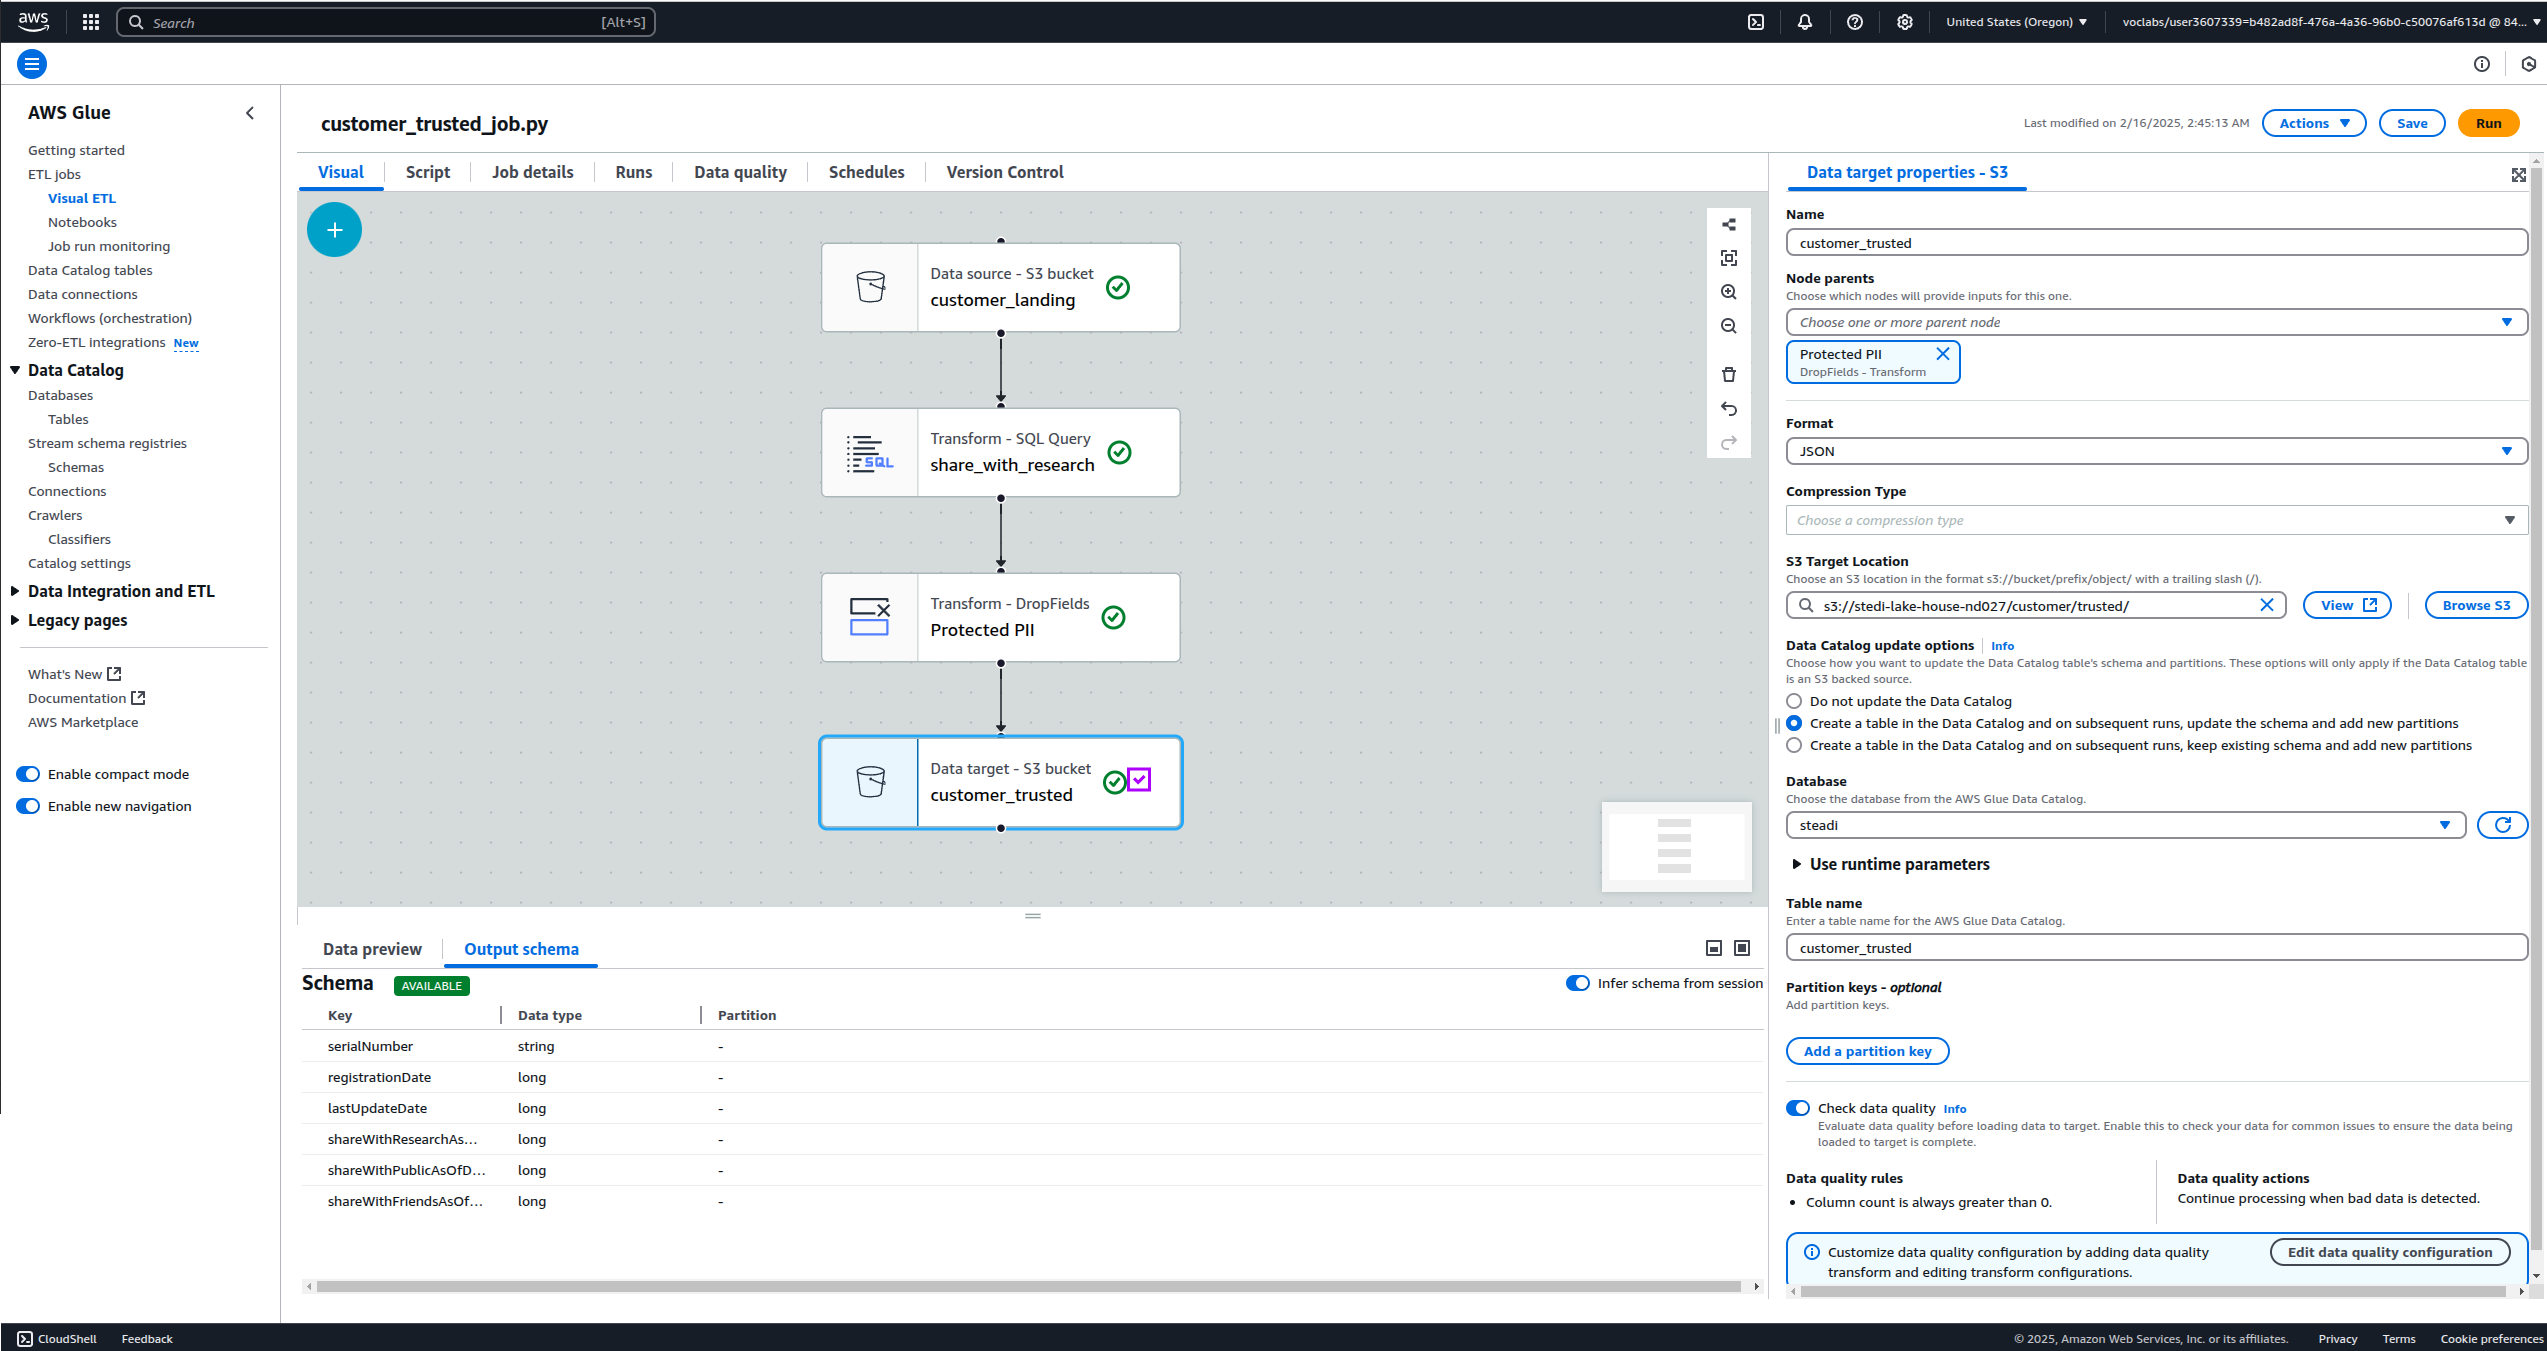 aws
Search
[Alt+S]
United States (Oregon)
voclabs/user3607339=b482ad8f-476a-4a36-96b0-c50076af613d @ 84...
AWS Glue
Getting started
ETL jobs
Visual ETL
Notebooks
Job run monitoring
Data Catalog tables
Data connections
Workflows (orchestration)
Zero-ETL integrations New
Data Catalog
Databases
Tables
Stream schema registries
Schemas
Connections
Crawlers
Classifiers
Catalog settings
Data Integration and ETL
Legacy pages
What's New
Documentation
AWS Marketplace
Enable compact mode
Enable new navigation
customer_trusted_job.py
Last modified on 2/16/2025, 2:45:13 AM
Actions
Save
Run
Visual
Script
Job details
Runs
Data quality
Schedules
Version Control
Data source - S3 bucket
customer_landing
Transform - SQL Query
SQL
share_with_research
Transform - DropFields
Protected PII
Data target - S3 bucket
customer_trusted
Data preview
Output schema
Schema
AVAILABLE
Infer schema from session
Key Data type Partition
serialNumber string -
registrationDate long -
lastUpdateDate long -
shareWithResearchAs... long -
shareWithPublicAsOfD... long -
shareWithFriendsAsOf... long -
Data target properties - S3
Name
customer_trusted
Node parents
Choose which nodes will provide inputs for this one.
Choose one or more parent node
Protected PII
DropFields - Transform
Format
JSON
Compression Type
Choose a compression type
S3 Target Location
Choose an S3 location in the format s3://bucket/prefix/object/ with a trailing slash (/).
s3://stedi-lake-house-nd027/customer/trusted/
View
Browse S3
Data Catalog update options Info
Choose how you want to update the Data Catalog table's schema and partitions. These options will only apply if the Data Catalog table
is an S3 backed source.
Do not update the Data Catalog
Create a table in the Data Catalog and on subsequent runs, update the schema and add new partitions
Create a table in the Data Catalog and on subsequent runs, keep existing schema and add new partitions
Database
Choose the database from the AWS Glue Data Catalog.
steadi
Use runtime parameters
Table name
Enter a table name for the AWS Glue Data Catalog.
customer_trusted
Partition keys - optional
Add partition keys.
Add a partition key
Check data quality Info
Evaluate data quality before loading data to target. Enable this to check your data for common issues to ensure the data being
loaded to target is complete.
Data quality rules
• Column count is always greater than 0.
Data quality actions
Continue processing when bad data is detected.
Customize data quality configuration by adding data quality
transform and editing transform configurations.
Edit data quality configuration
CloudShell
Feedback
© 2025, Amazon Web Services, Inc. or its affiliates.
Privacy
Terms
Cookie preferences